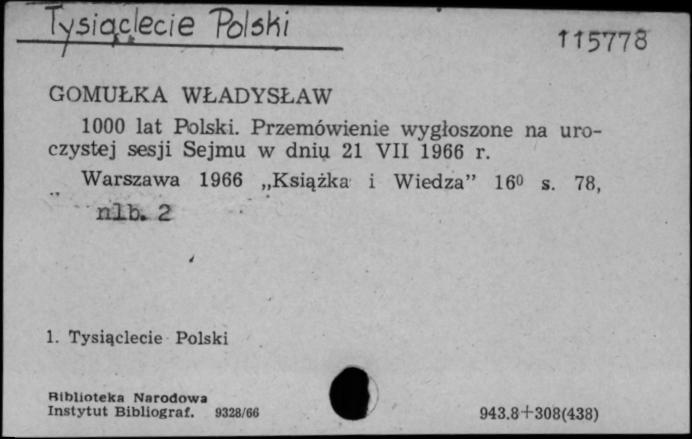 Tysiąclecie Polski
115778
GOMUŁKA WŁADYSŁAW
1000 lat Polski. Przemówienie wygłoszone na uro-
czystej sesji Sejmu w dniu 21 VII 1966 r.
Warszawa 1966 „Książka i Wiedza” 16⁰ s. 78,
nlb. 2
1. Tysiąclecie Polski
Biblioteka Narodowa
Instytut Bibliograf. 9328/66
943.8+308(438)